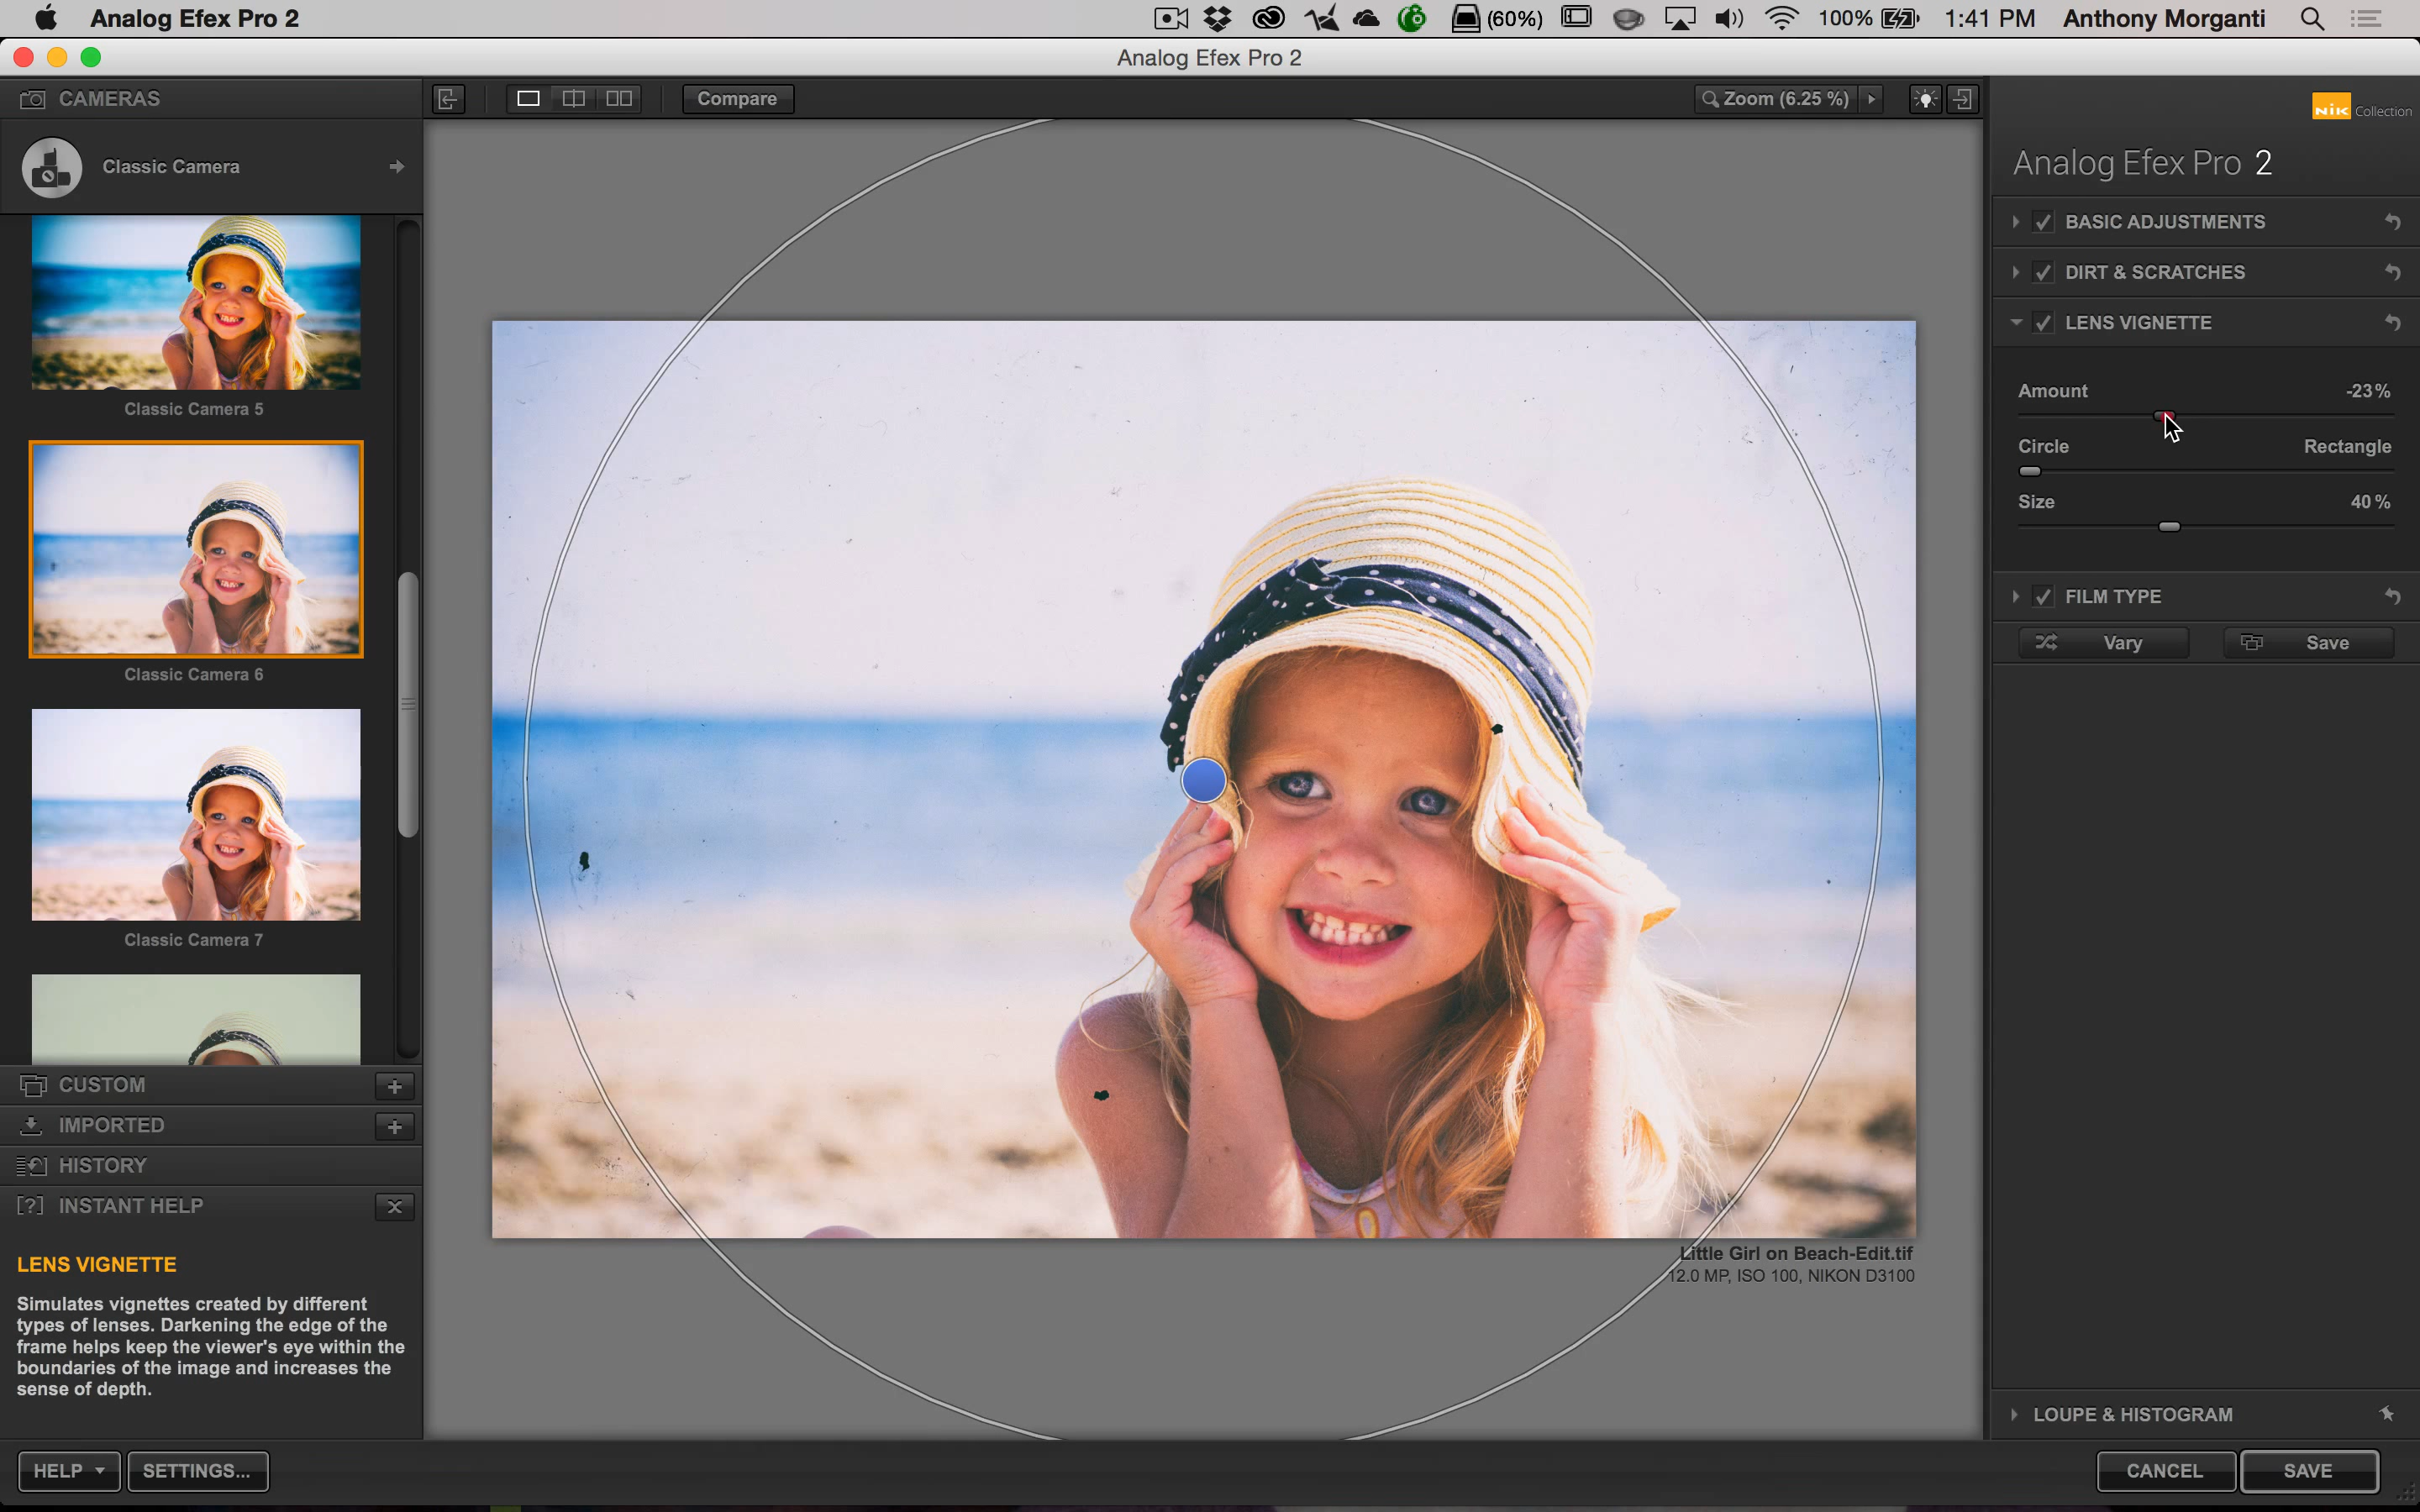 Analog Efex Pro 2
(60%)
100%
1:41 PM
Anthony Morganti
Analog Efex Pro 2
CAMERAS
Compare
Zoom (6.25 %)
Nik Collection
Classic Camera
Analog Efex Pro 2
BASIC ADJUSTMENTS
DIRT & SCRATCHES
LENS VIGNETTE
Amount -23%
Circle Rectangle
Size 40%
FILM TYPE
Vary Save
Classic Camera 5
Classic Camera 6
Classic Camera 7
CUSTOM
IMPORTED
HISTORY
[?] INSTANT HELP
LENS VIGNETTE
Simulates vignettes created by different
types of lenses. Darkening the edge of the
frame helps keep the viewer's eye within the
boundaries of the image and increases the
sense of depth.
Little Girl on Beach-Edit.tif
12.0 MP, ISO 100, NIKON D3100
LOUPE & HISTOGRAM
HELP SETTINGS...
CANCEL SAVE